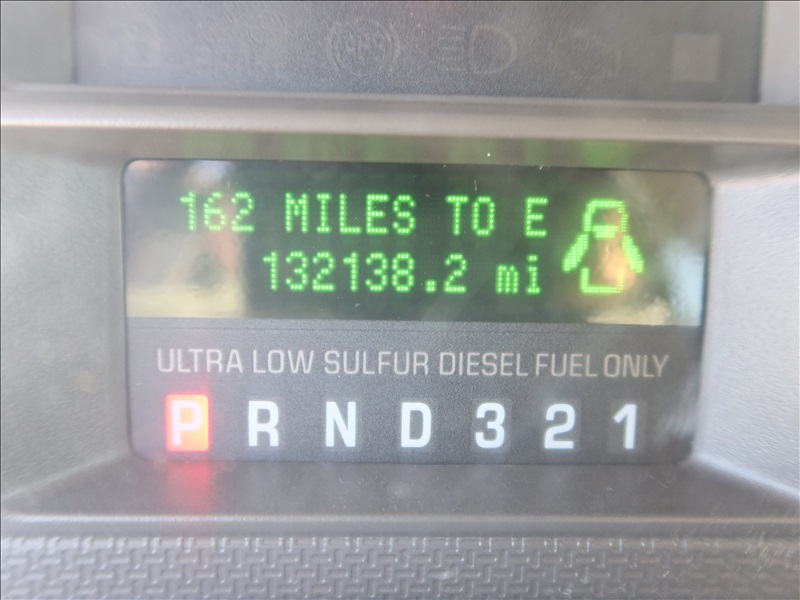 162 MILES TO E
132138.2 mi
ULTRA LOW SULFUR DIESEL FUEL ONLY
P R N D 3 2 1